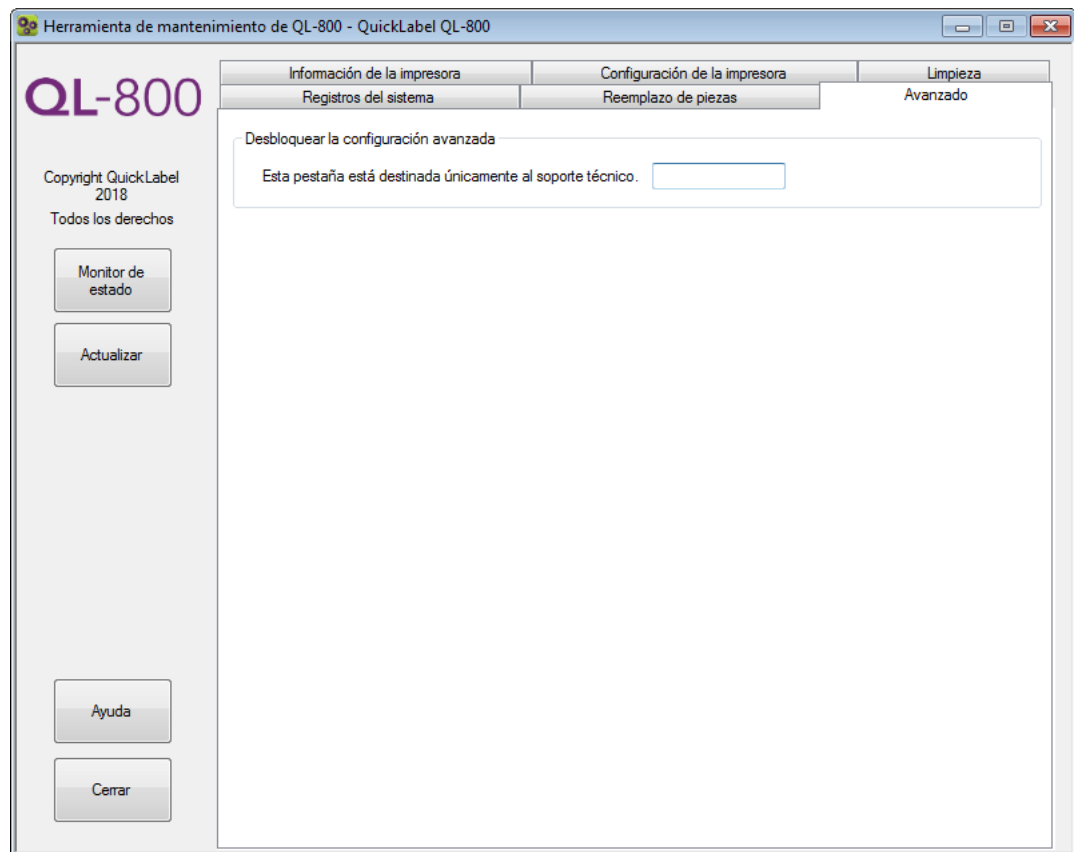 Herramienta de mantenimiento de QL-800 - QuickLabel QL-800
QL-800
Copyright QuickLabel
2018
Todos los derechos
Monitor de
estado
Actualizar
Ayuda
Cerrar
Información de la impresora
Configuración de la impresora
Limpieza
Registros del sistema
Reemplazo de piezas
Avanzado
Desbloquear la configuración avanzada
Esta pestaña está destinada únicamente al soporte técnico.